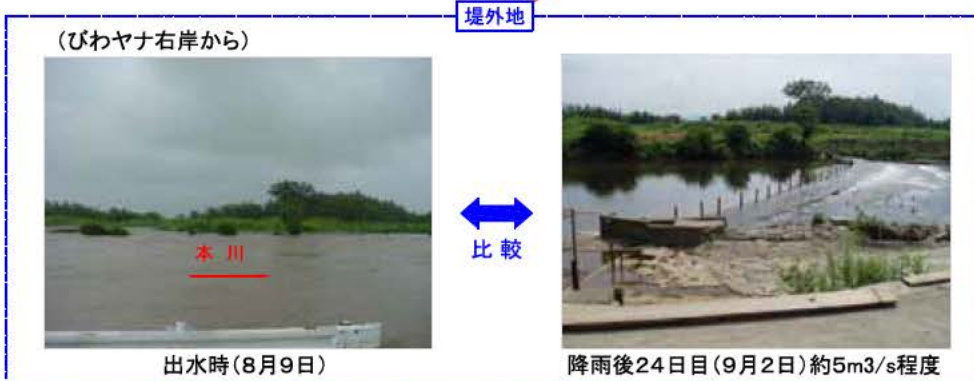 堤外地
(びわヤナ右岸から)
本川
比較
出水時(8月9日)
降雨後24日目(9月2日)約5m3/s程度